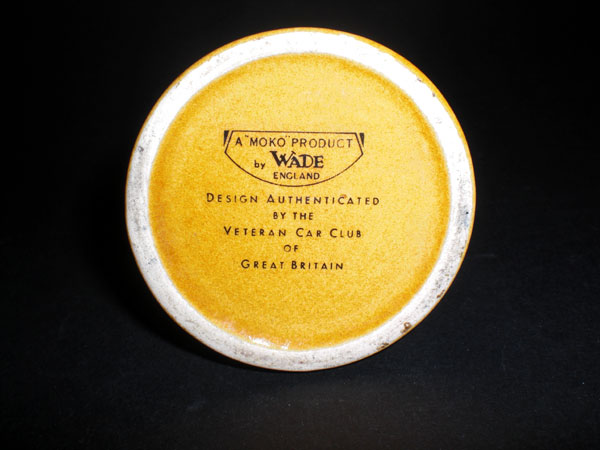 A "MOKO" PRODUCT
by WADE
ENGLAND
DESIGN AUTHENTICATED
BY THE
VETERAN CAR CLUB
OF
GREAT BRITAIN